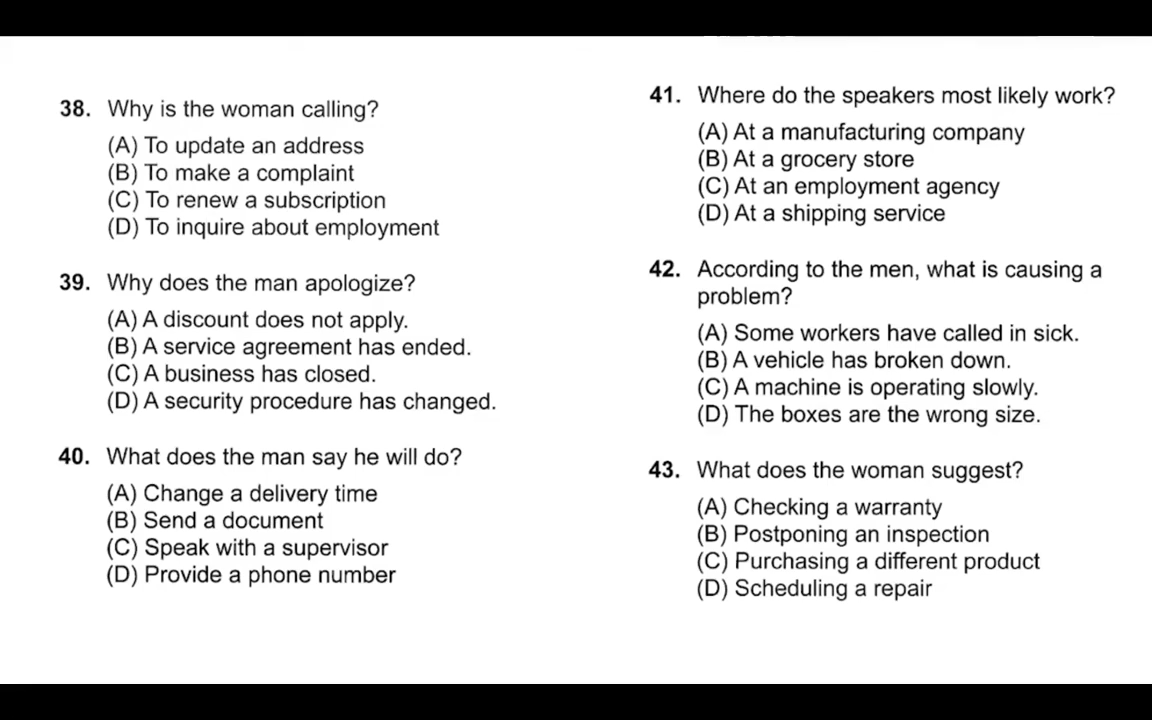 38. Why is the woman calling?
(A) To update an address
(B) To make a complaint
(C) To renew a subscription
(D) To inquire about employment
39. Why does the man apologize?
(A) A discount does not apply.
(B) A service agreement has ended.
(C) A business has closed.
(D) A security procedure has changed.
40. What does the man say he will do?
(A) Change a delivery time
(B) Send a document
(C) Speak with a supervisor
(D) Provide a phone number
41. Where do the speakers most likely work?
(A) At a manufacturing company
(B) At a grocery store
(C) At an employment agency
(D) At a shipping service
42. According to the men, what is causing a
problem?
(A) Some workers have called in sick.
(B) A vehicle has broken down.
(C) A machine is operating slowly.
(D) The boxes are the wrong size.
43. What does the woman suggest?
(A) Checking a warranty
(B) Postponing an inspection
(C) Purchasing a different product
(D) Scheduling a repair